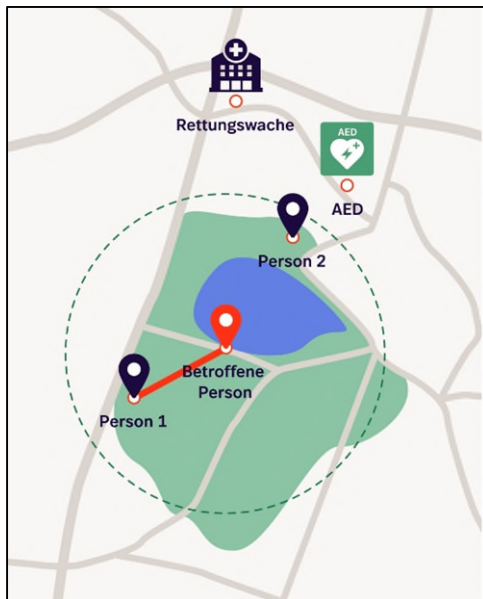 Rettungswache
AED
AED
Person 2
Betroffene
Person
Person 1